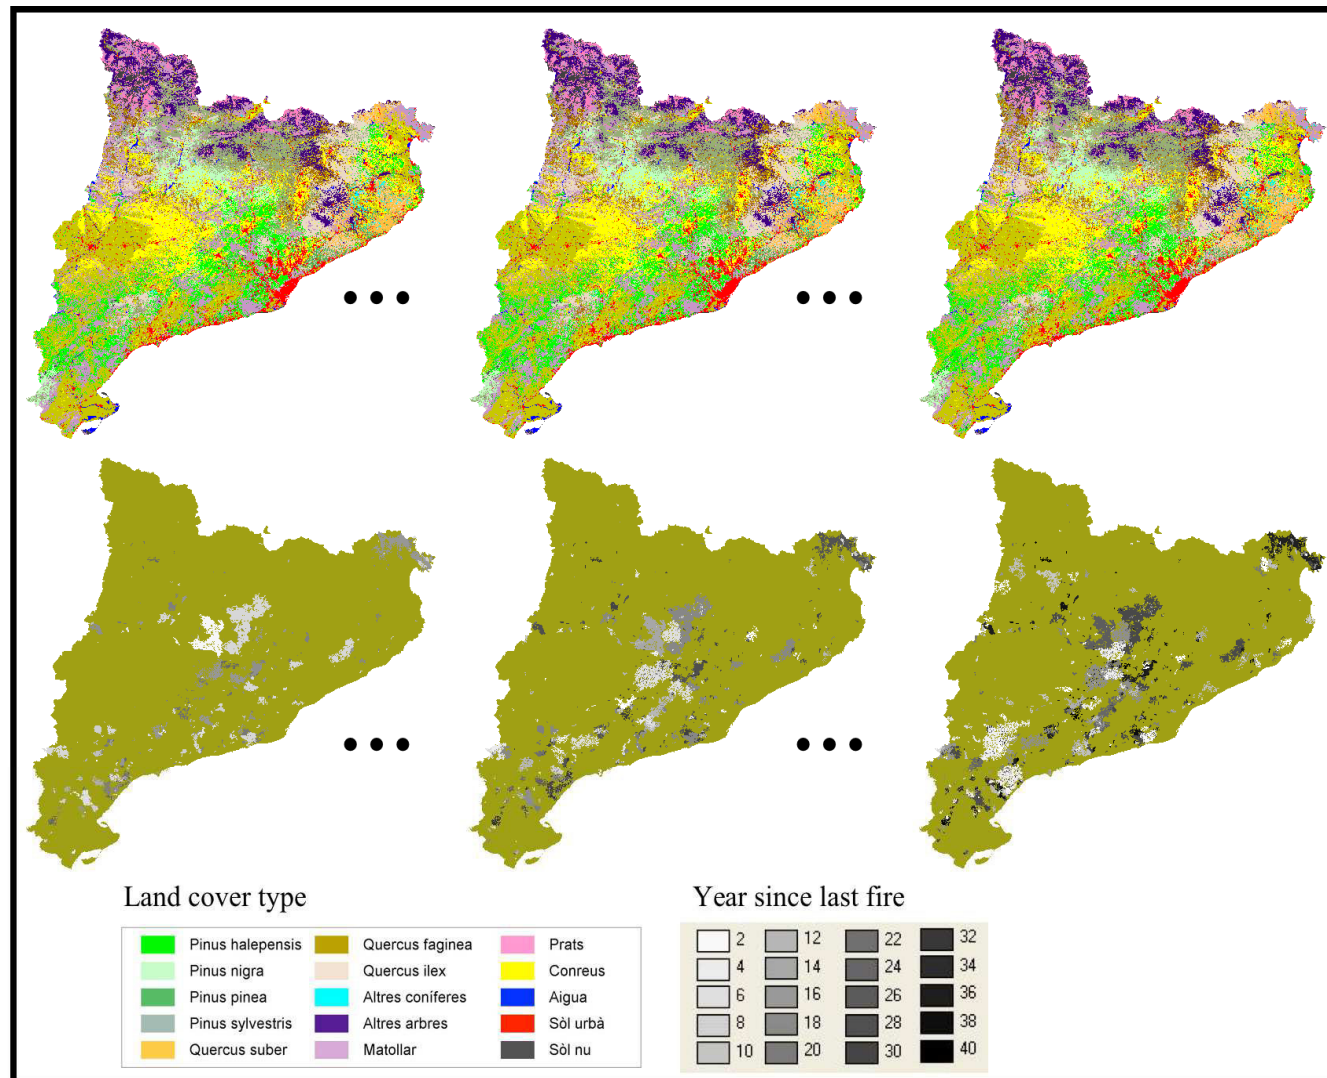 Land cover type
Year since last fire
Pinus halepensis
Quercus faginea
Prats
Pinus nigra
Quercus ilex
Conreus
Pinus pinea
Altres coníferes
Aigua
Pinus sylvestris
Altres arbres
Sòl urbà
Quercus suber
Matollar
Sòl nu
2 12 22 32
4 14 24 34
6 16 26 36
8 18 28 38
10 20 30 40